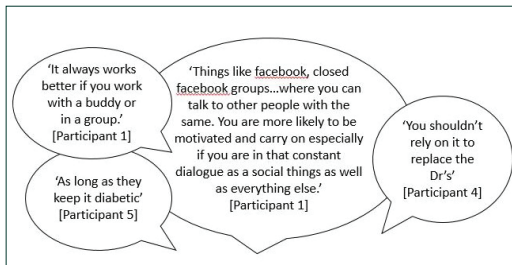 'It always works
better if you work
with a buddy or
in a group.'
[Participant 1]
'Things like facebook, closed
facebook groups...where you can
talk to other people with the
same. You are more likely to be
motivated and carry on especially
if you are in that constant
dialogue as a social things as well
as everything else.'
[Participant 1]
'As long as they
keep it diabetic'
[Participant 5]
'You shouldn't
rely on it to
replace the
Dr's'
[Participant 4]